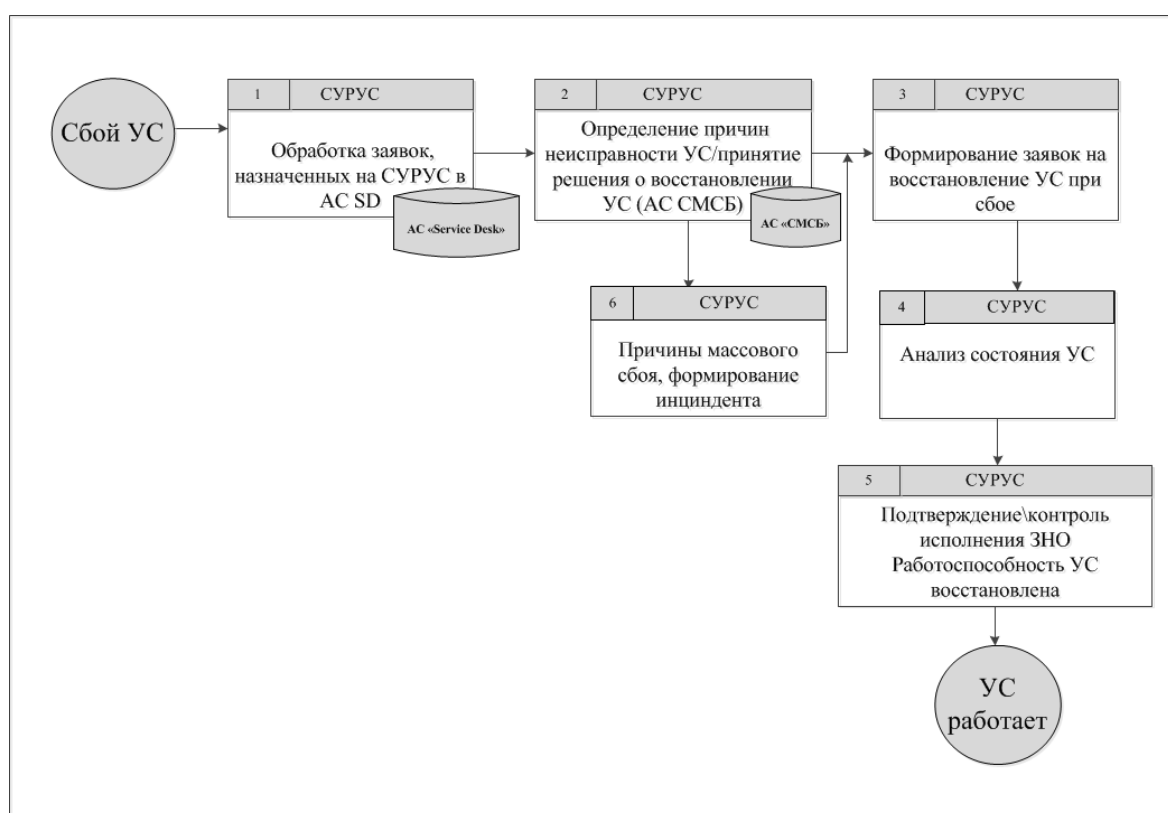 Сбой УС
1 СУРУС
Обработка заявок,
назначенных на СУРУС в
АС SD
АС «Service Desk»
2 СУРУС
Определение причин
неисправности УС/принятие
решения о восстановлении
УС (АС СМСБ)
АС «СМСБ»
3 СУРУС
Формирование заявок на
восстановление УС при
сбое
6 СУРУС
Причины массового
сбоя, формирование
инциндента
4 СУРУС
Анализ состояния УС
5 СУРУС
Подтверждение\контроль
исполнения ЗНО
Работоспособность УС
восстановлена
УС
работает